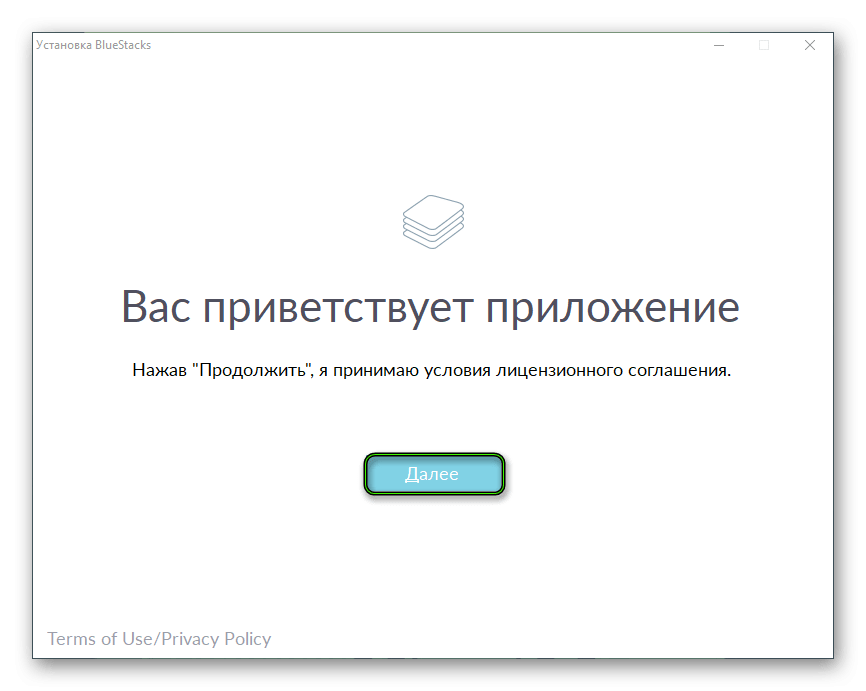 Установка BlueStacks
Вас приветствует приложение
Нажав "Продолжить", я принимаю условия лицензионного соглашения.
Далее
Terms of Use/Privacy Policy